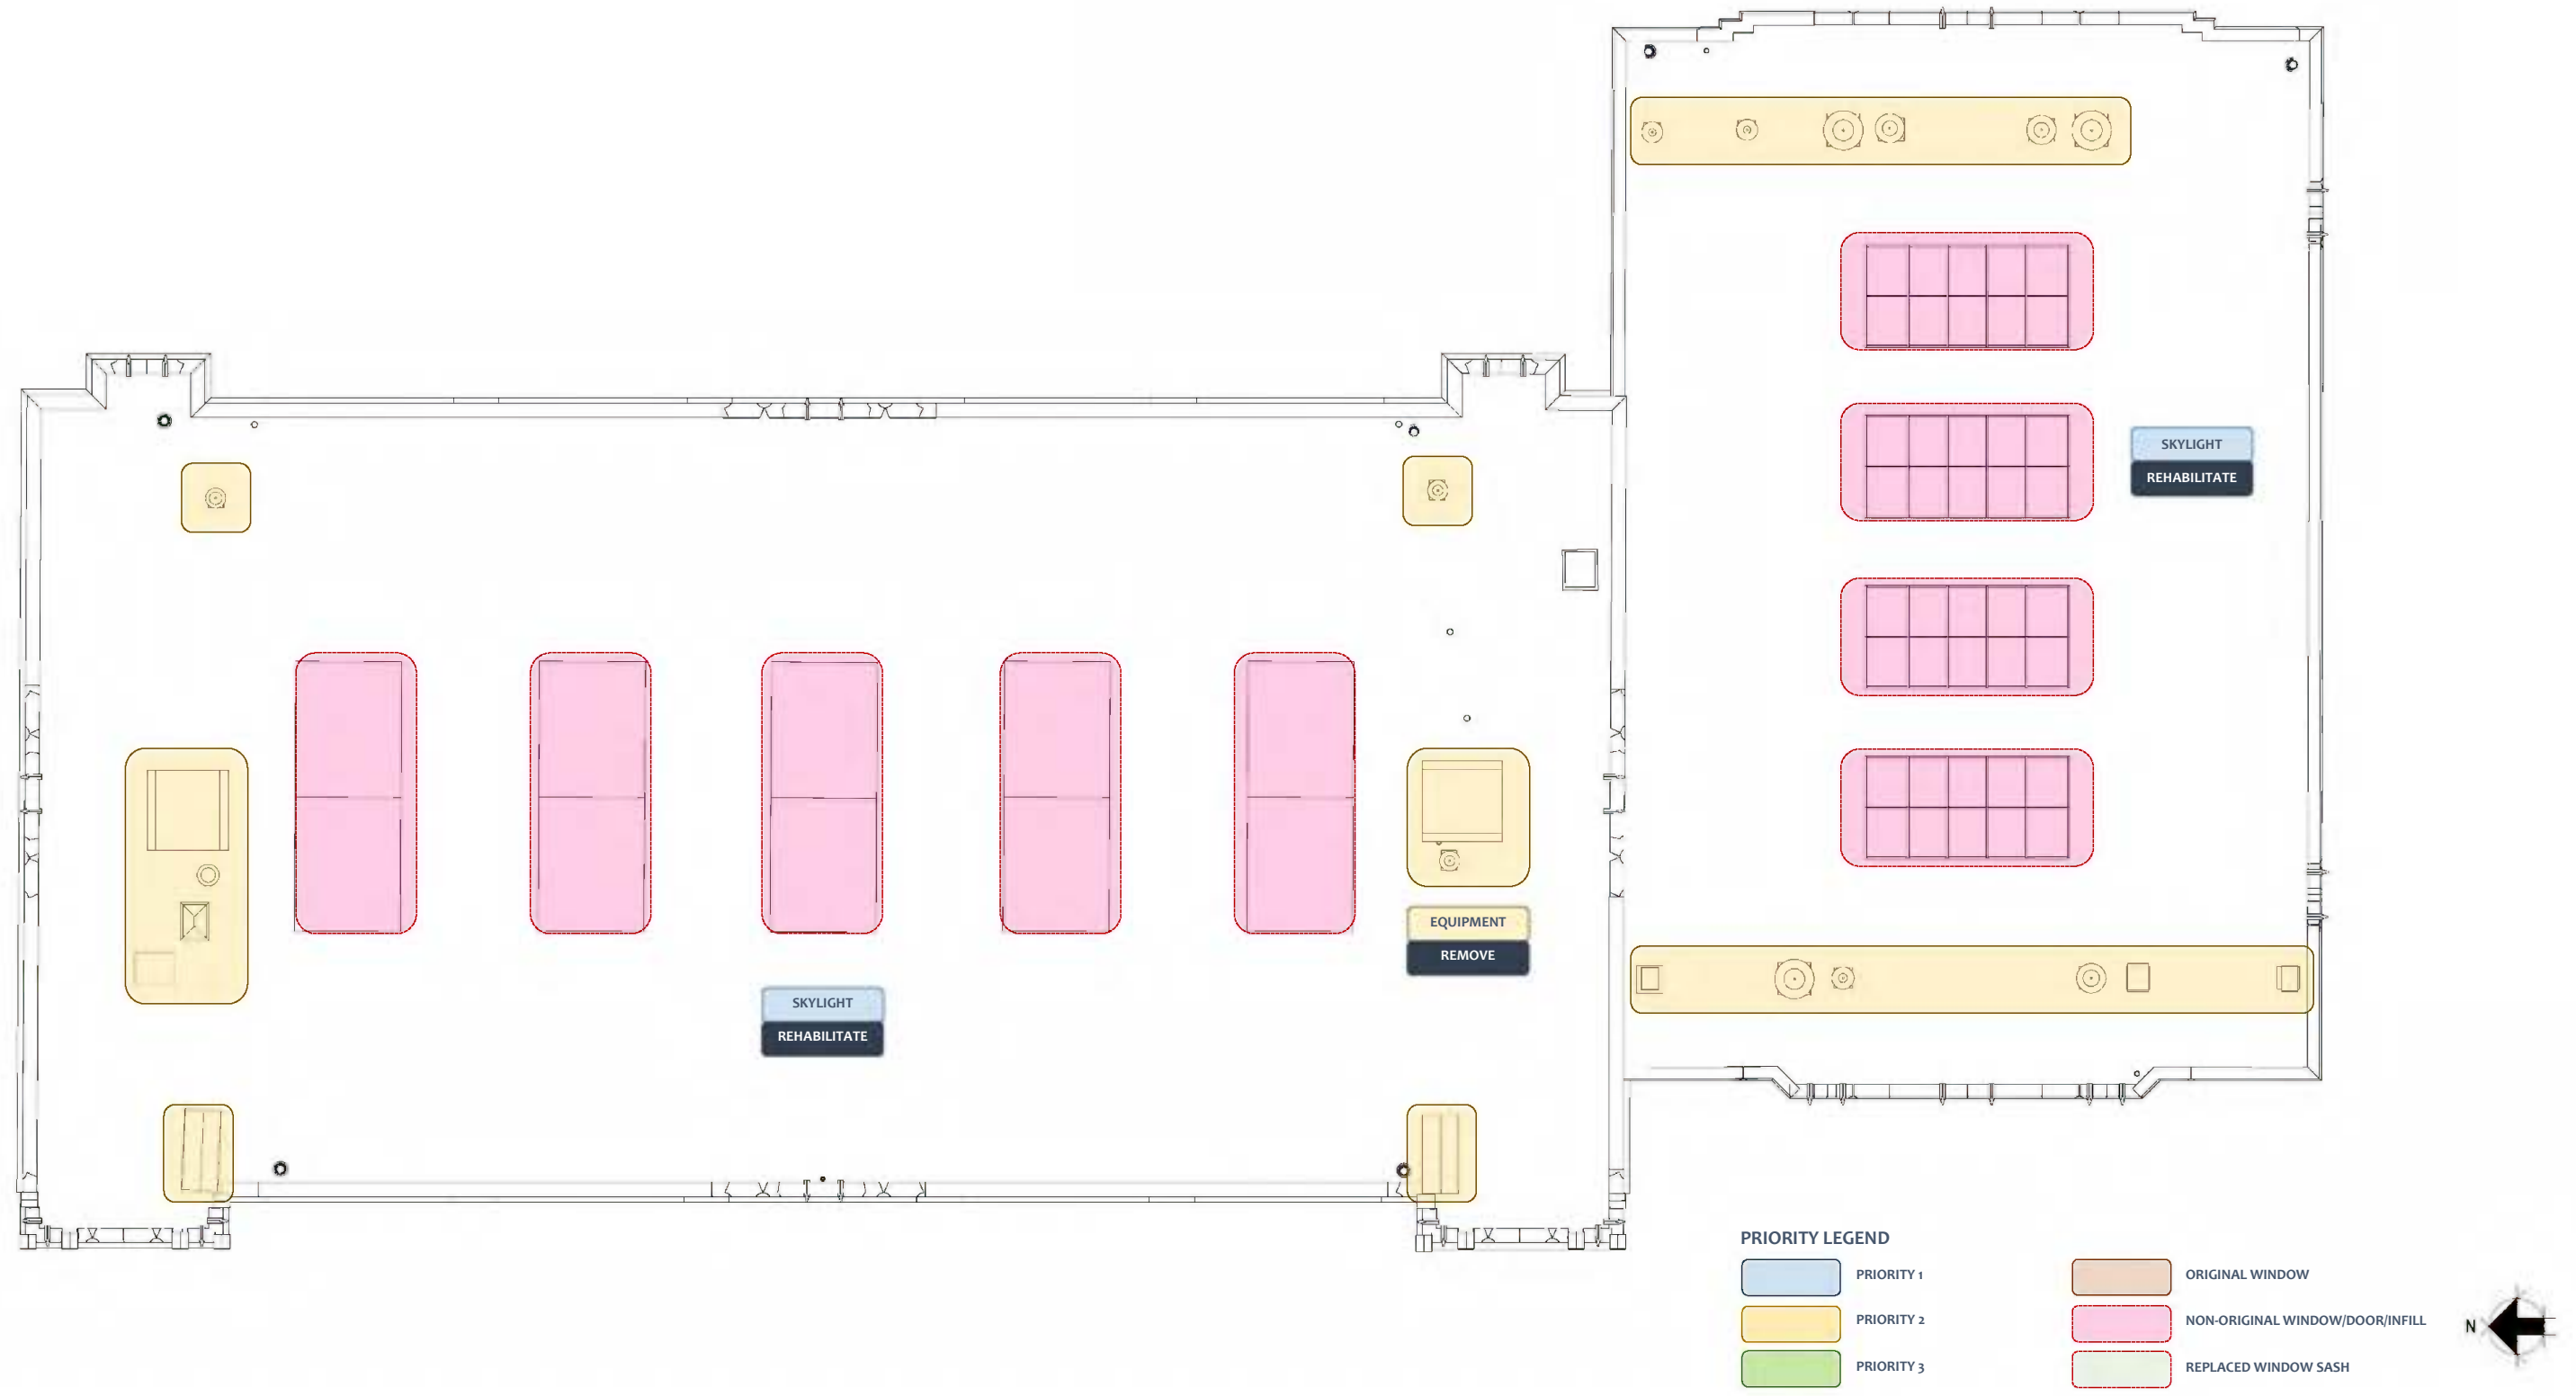 SKYLIGHT
REHABILITATE
EQUIPMENT
REMOVE
SKYLIGHT
REHABILITATE
PRIORITY LEGEND
PRIORITY 1
PRIORITY 2
PRIORITY 3
ORIGINAL WINDOW
NON-ORIGINAL WINDOW/DOOR/INFILL
REPLACED WINDOW SASH
N